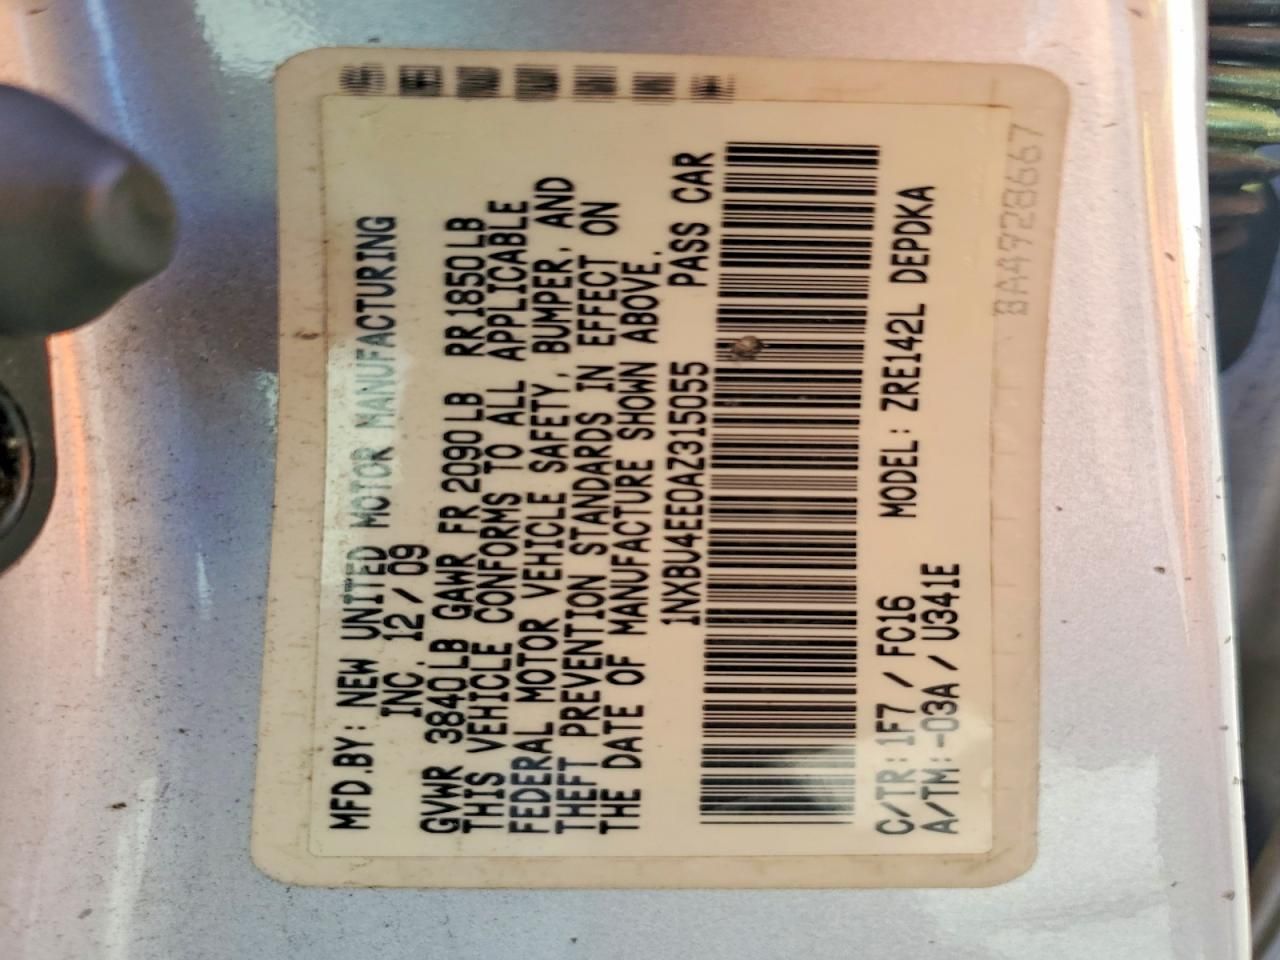 MFD.BY: NEW UNITED MOTOR MANUFACTURING
INC. 12/09
GVWR 3840LB GAWR FR 2090LB RR 1850LB
THIS VEHICLE CONFORMS TO ALL APPLICABLE
FEDERAL MOTOR VEHICLE SAFETY, BUMPER, AND
THEFT PREVENTION STANDARDS IN EFFECT ON
THE DATE OF MANUFACTURE SHOWN ABOVE.
1NXBU4EE0AZ315055 PASS CAR
C/TR: 1F7 / FC16 MODEL: ZRE142L DEPDKA
A/TM: -03A / U341E
BA4928667